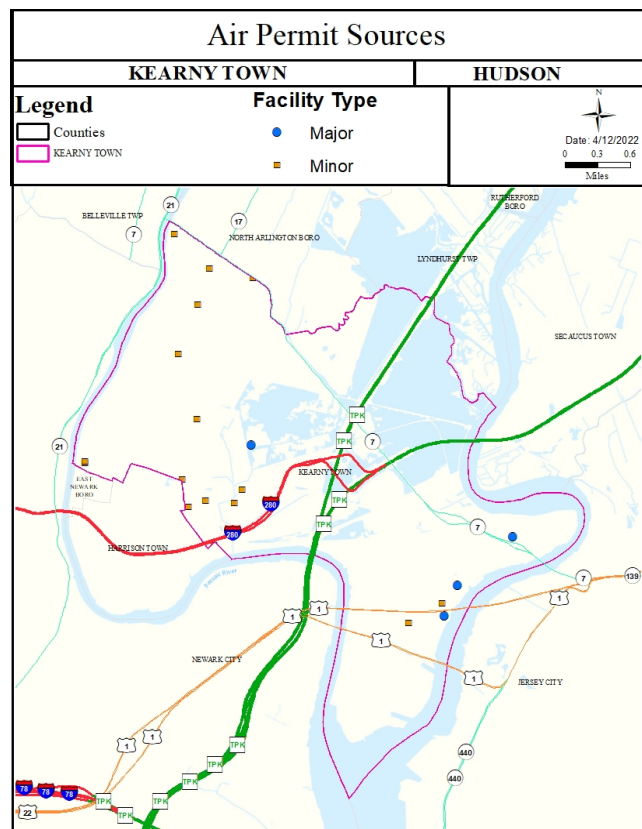 Air Permit Sources
KEARNY TOWN
HUDSON
Legend
Counties
KEARNY TOWN
Facility Type
Major
Minor
N
Date: 4/12/2022
0 0.3 0.6
Miles
RUTHERFORD
BORO
21
BELLEVILLE TWP
17
7
NORTH ARLINGTON BORO
LYNDHURST TWP
SECAUCUS TOWN
TPK
TPK
7
21
EAST
NEWARK
BORO
KEARNY TOWN
TPK
280
TPK
280
7
HARRISON TOWN
Passaic River
7
139
1
1
1
1
NEWARK CITY
1
JERSEY CITY
1
1
TPK
440
TPK
440
TPK
78
78
78
TPK
TPK
22
TPK